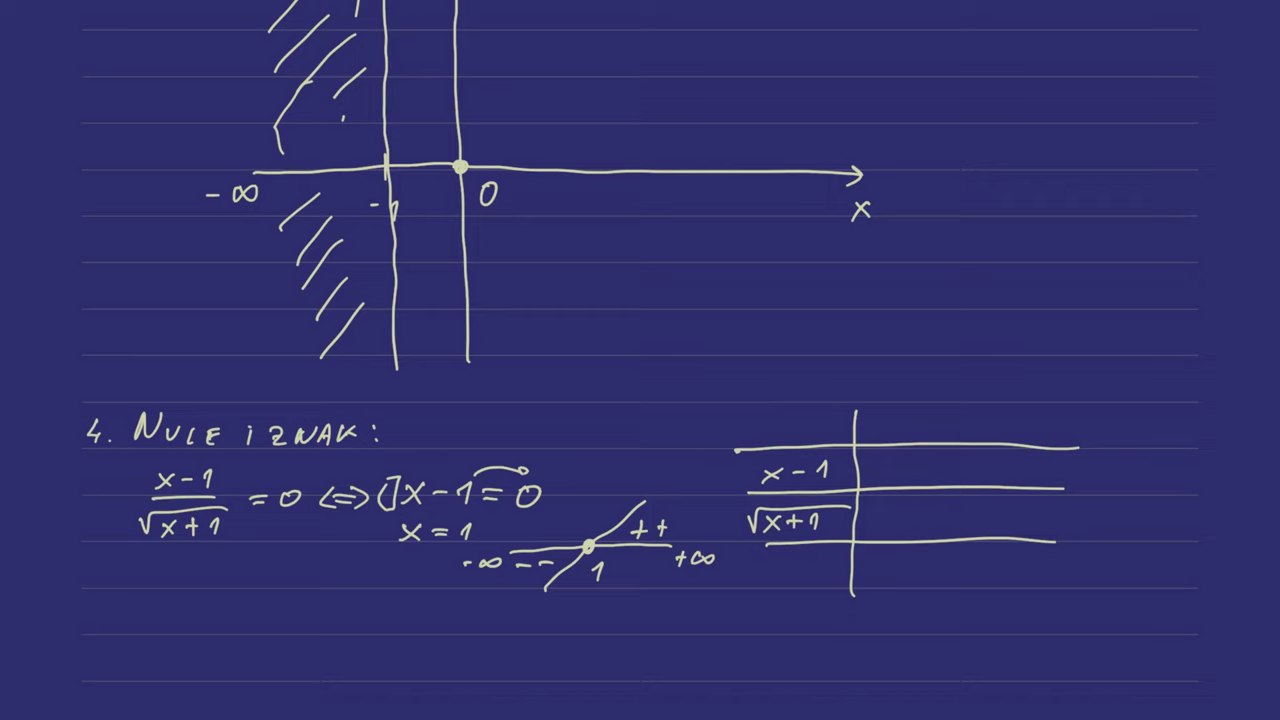 - ∞
-1
0
x
4. NULE i ZNAK:
x-1
√x+1
= 0 <=> x-1=0
x = 1
-∞ -- 1 ++ +∞
x-1
√x+1